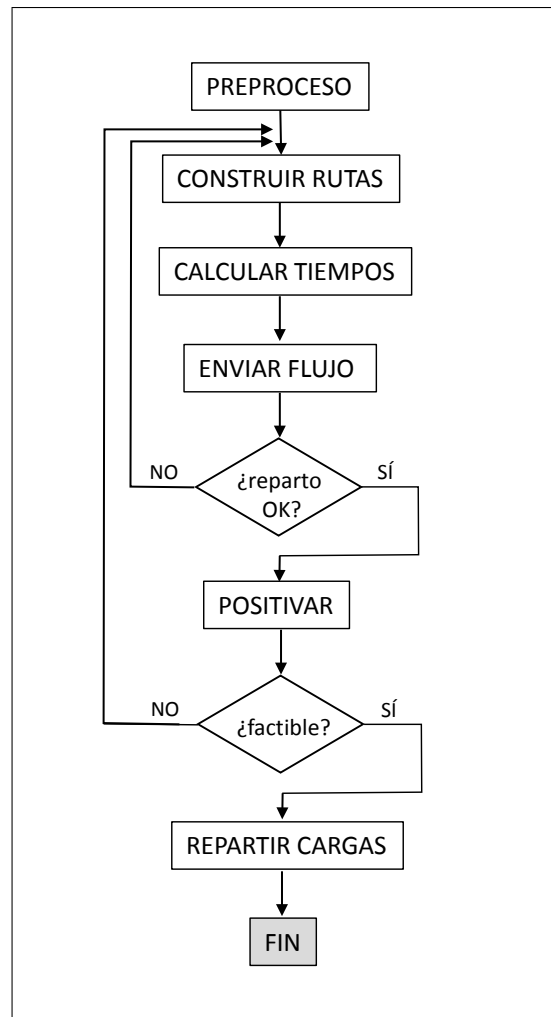 PREPROCESO
CONSTRUIR RUTAS
CALCULAR TIEMPOS
ENVIAR FLUJO
NO
SÍ
¿reparto
OK?
POSITIVAR
NO
SÍ
¿factible?
REPARTIR CARGAS
FIN